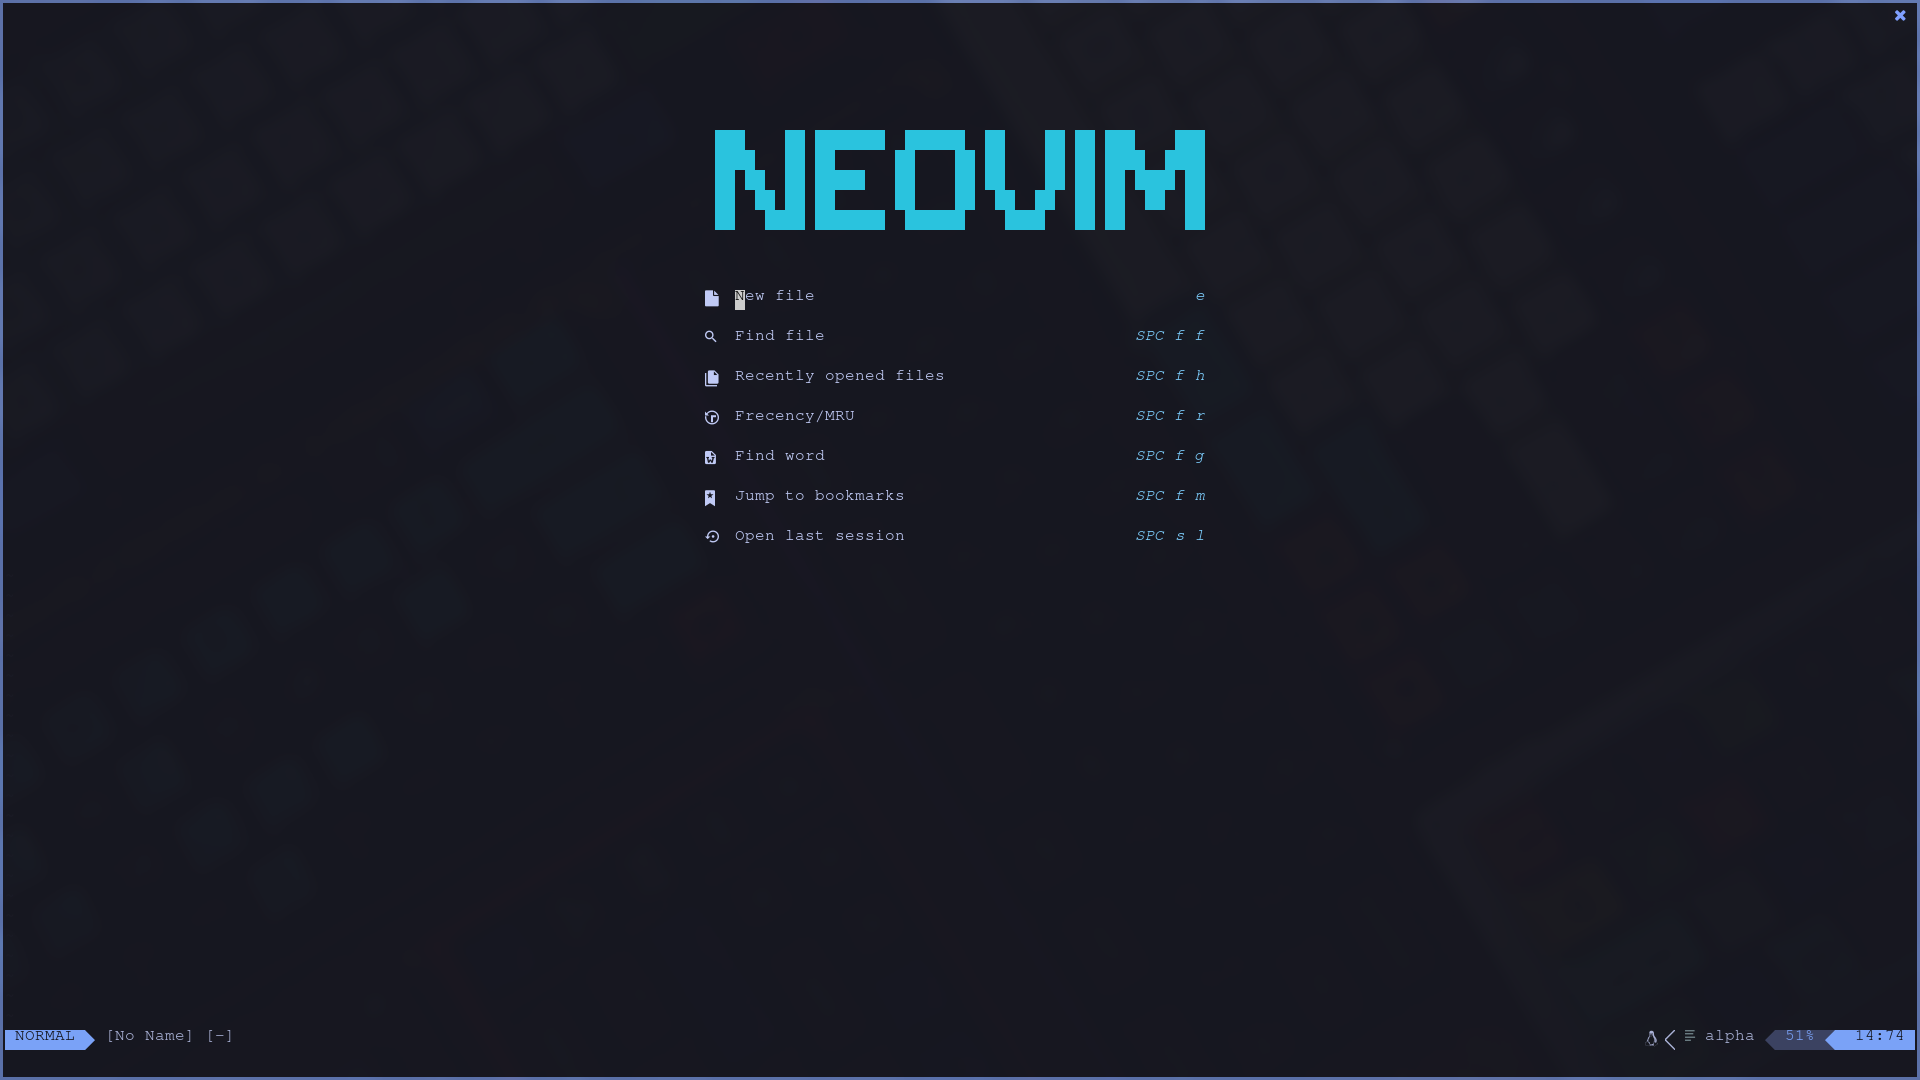 NEOVIM
New file e
Find file SPC f f
Recently opened files SPC f h
Frecency/MRU SPC f r
Find word SPC f g
Jump to bookmarks SPC f m
Open last session SPC s l
NORMAL [No Name] [-] alpha 51% 14:74